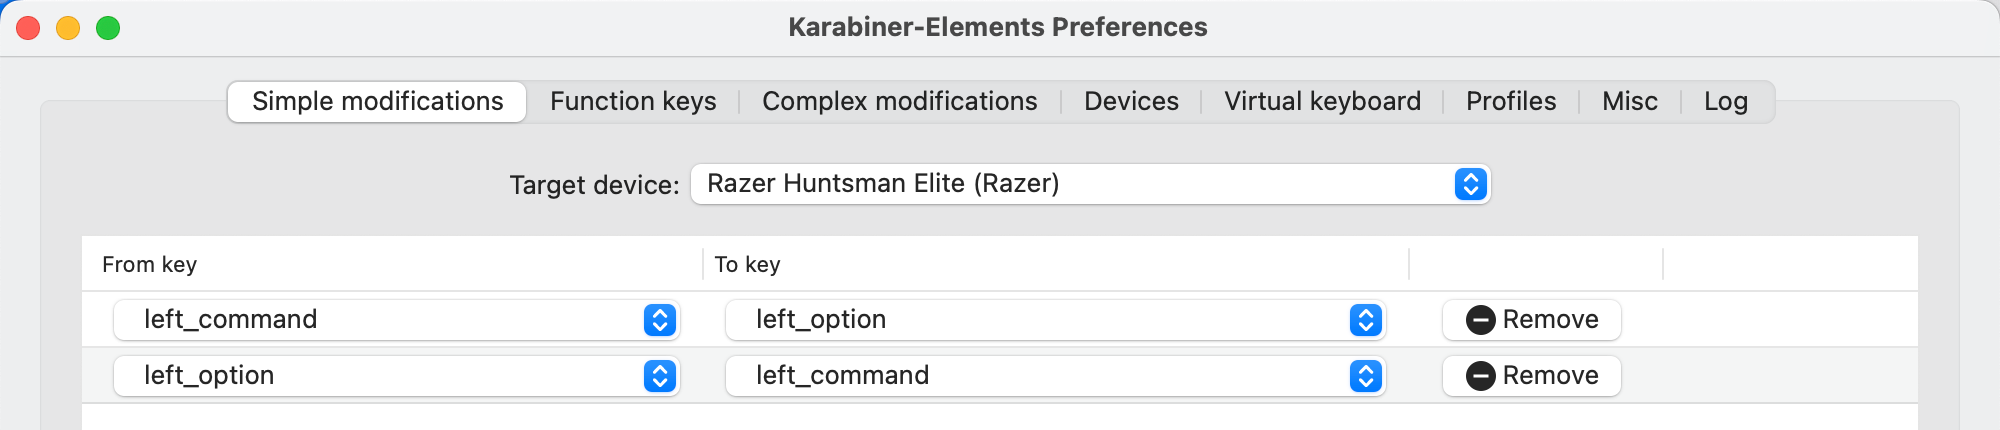 Karabiner-Elements Preferences
Simple modifications Function keys Complex modifications Devices Virtual keyboard Profiles Misc Log
Target device: Razer Huntsman Elite (Razer)
From key To key
left_command left_option Remove
left_option left_command Remove